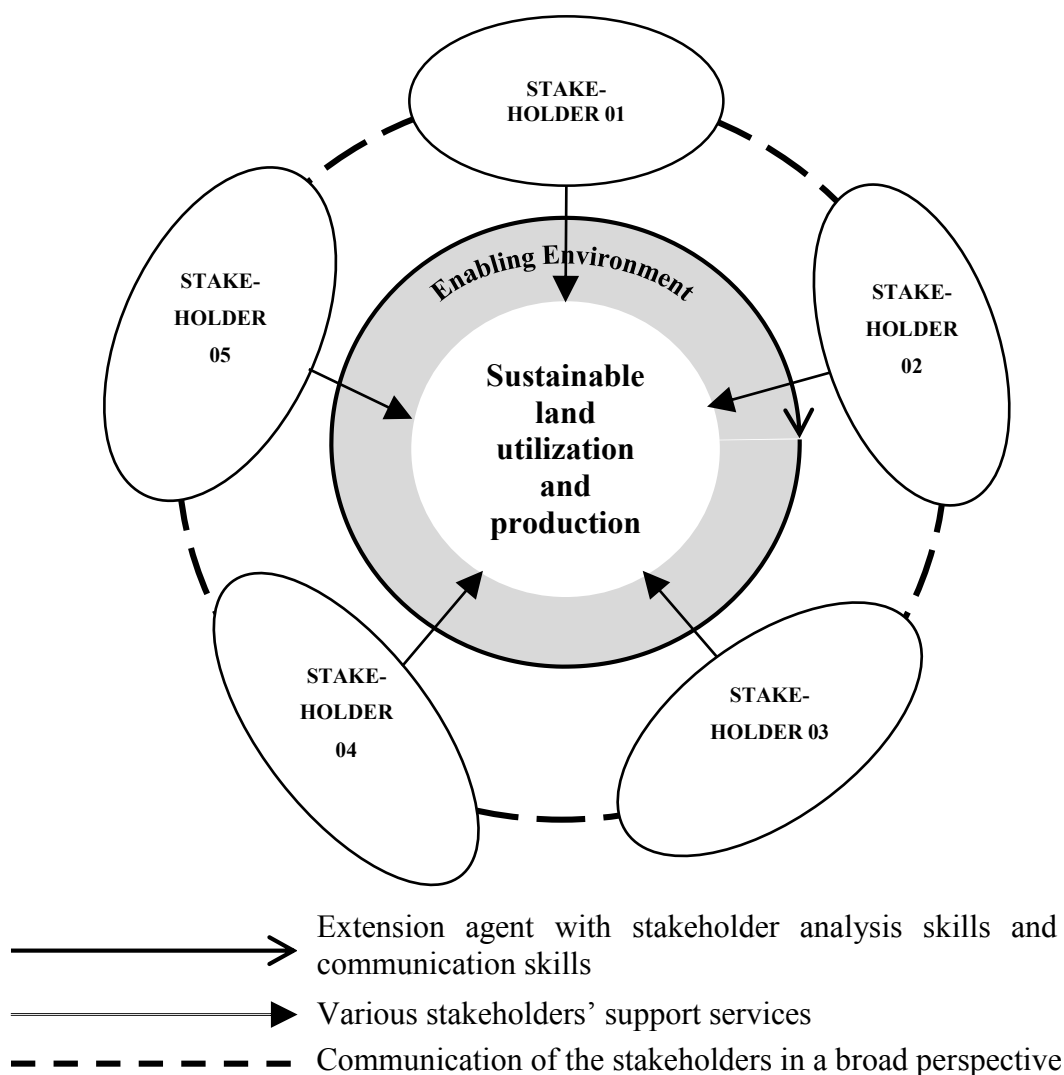 STAKE-
HOLDER 01
STAKE-
HOLDER
05
Enabling Environment
STAKE-
HOLDER
02
Sustainable
land
utilization
and
production
STAKE-
HOLDER
04
STAKE-
HOLDER 03
Extension agent with stakeholder analysis skills and
communication skills
Various stakeholders’ support services
Communication of the stakeholders in a broad perspective